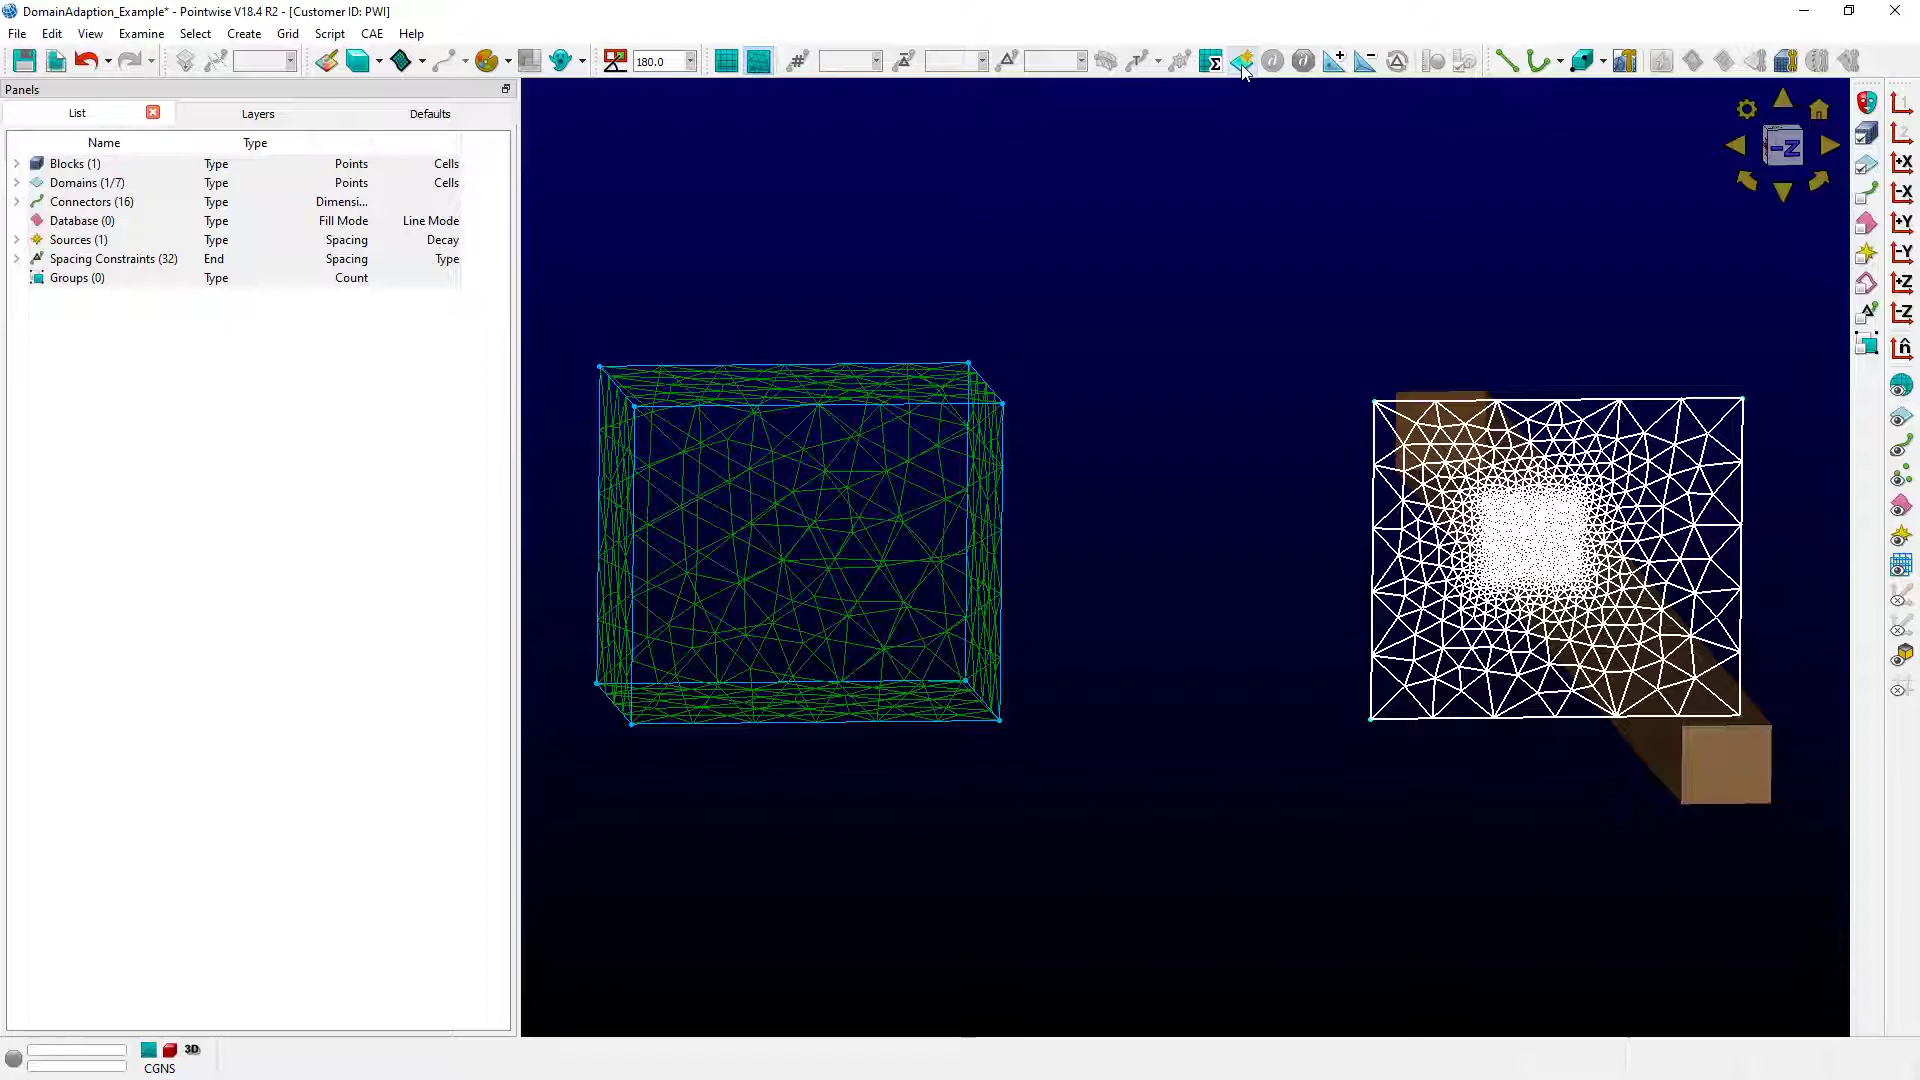 DomainAdaption_Example* - Pointwise V18.4 R2 - [Customer ID: PWI]
File Edit View Examine Select Create Grid Script CAE Help
180.0
Panels
List Layers Defaults
Name Type
Blocks (1) Type Points Cells
Domains (1/7) Type Points Cells
Connectors (16) Type Dimensi...
Database (0) Type Fill Mode Line Mode
Sources (1) Type Spacing Decay
Spacing Constraints (32) End Spacing Type
Groups (0) Type Count
-Z
1
2
+X
-X
+Y
-Y
+Z
-Z
n̂
3D
CGNS